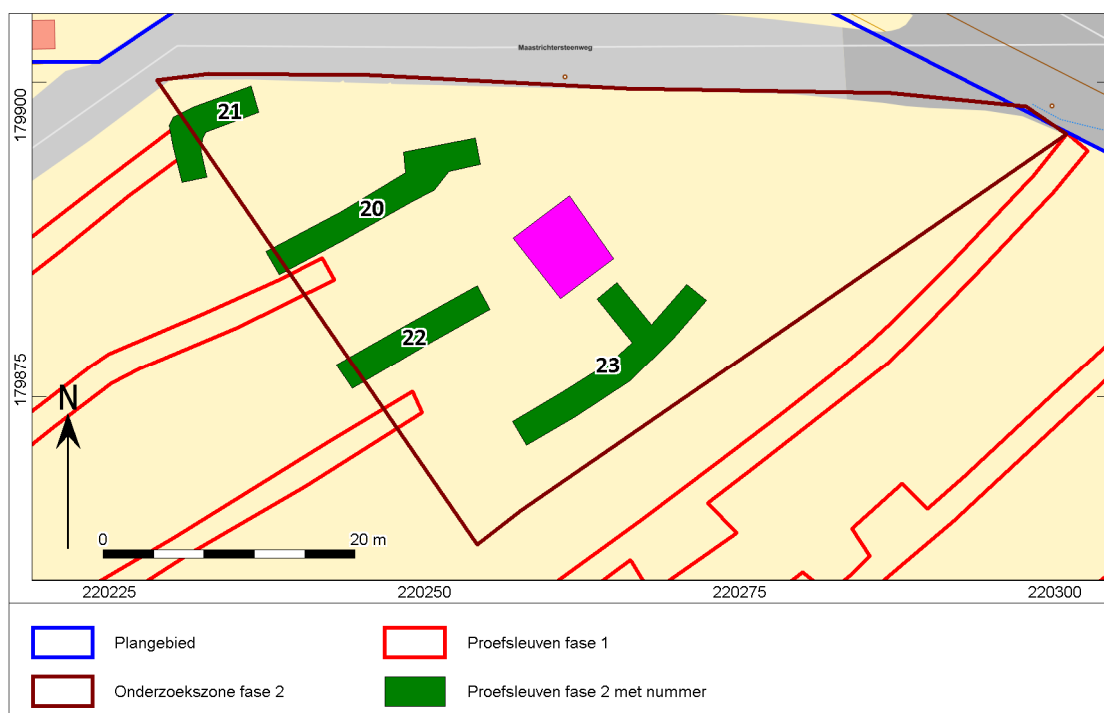 Maastrichtersteenweg
179900
21
20
22
23
179875
N
0 20 m
220225 220250 220275 220300
Plangebied Proefsleuven fase 1
Onderzoekszone fase 2 Proefsleuven fase 2 met nummer